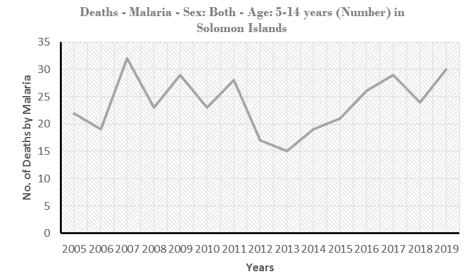 Deaths - Malaria - Sex: Both - Age: 5-14 years (Number) in
Solomon Islands
No. of Deaths by Malaria
35
30
25
20
15
10
5
0
2005 2006 2007 2008 2009 2010 2011 2012 2013 2014 2015 2016 2017 2018 2019
Years